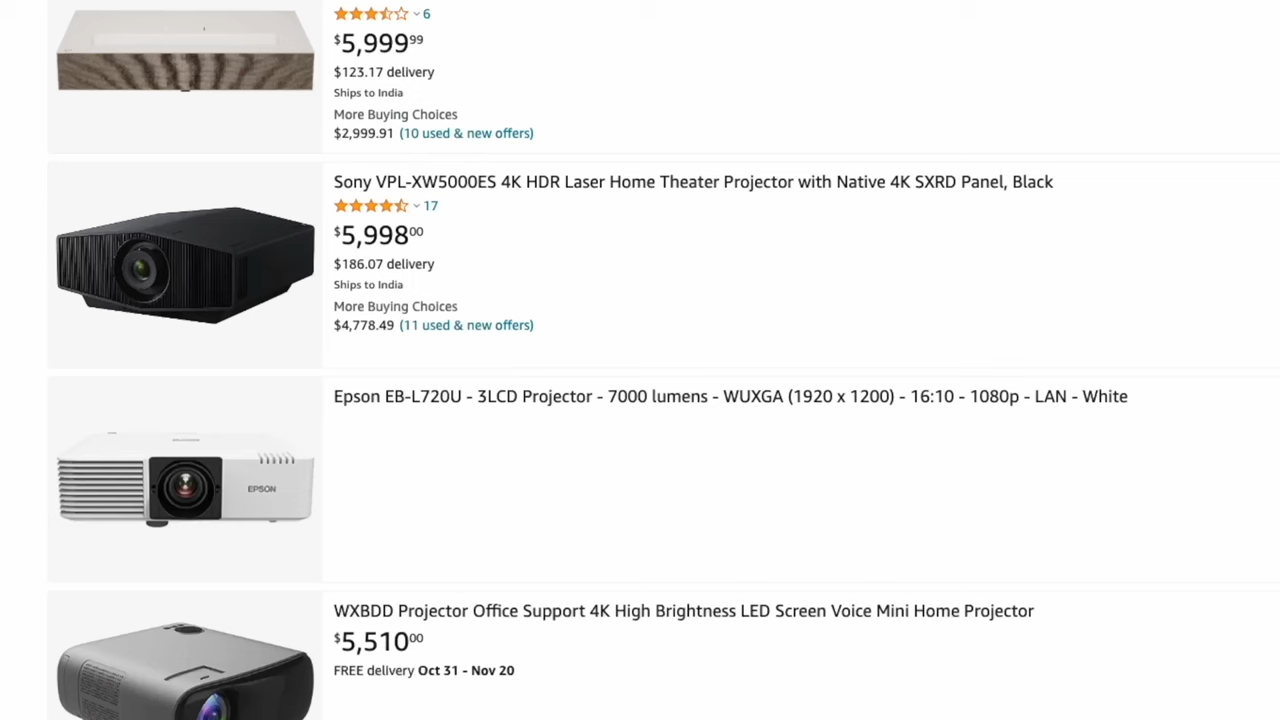 6
$5,999 99
$123.17 delivery
Ships to India
More Buying Choices
$2,999.91 (10 used & new offers)
Sony VPL-XW5000ES 4K HDR Laser Home Theater Projector with Native 4K SXRD Panel, Black
17
$5,998 00
$186.07 delivery
Ships to India
More Buying Choices
$4,778.49 (11 used & new offers)
Epson EB-L720U - 3LCD Projector - 7000 lumens - WUXGA (1920 x 1200) - 16:10 - 1080p - LAN - White
EPSON
WXBDD Projector Office Support 4K High Brightness LED Screen Voice Mini Home Projector
$5,510 00
FREE delivery Oct 31 - Nov 20